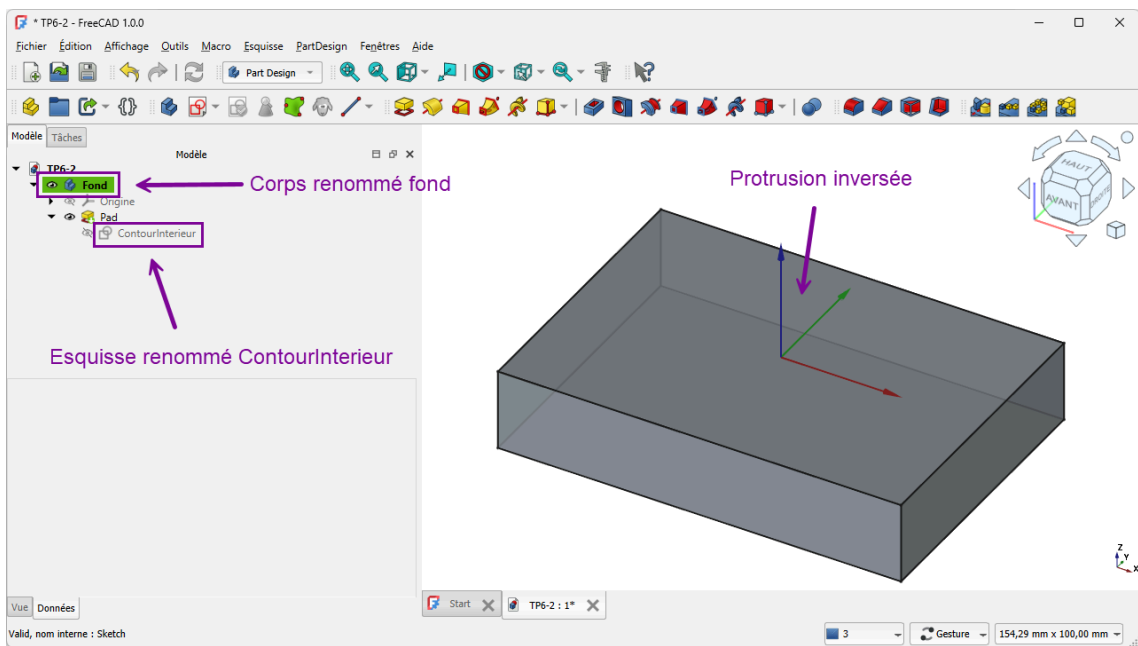 * TP6-2 - FreeCAD 1.0.0
Fichier Édition Affichage Outils Macro Esquisse PartDesign Fenêtres Aide
Part Design
Modèle Tâches
Modèle
TP6-2
Fond
Corps renommé fond
Origine
Pad
ContourInterieur
Esquisse renommé ContourInterieur
Protrusion inversée
HAUT
AVANT
DROITE
Z
Y
X
Vue Données
Start
TP6-2 : 1*
Valid, nom interne : Sketch
3
Gesture
154,29 mm x 100,00 mm